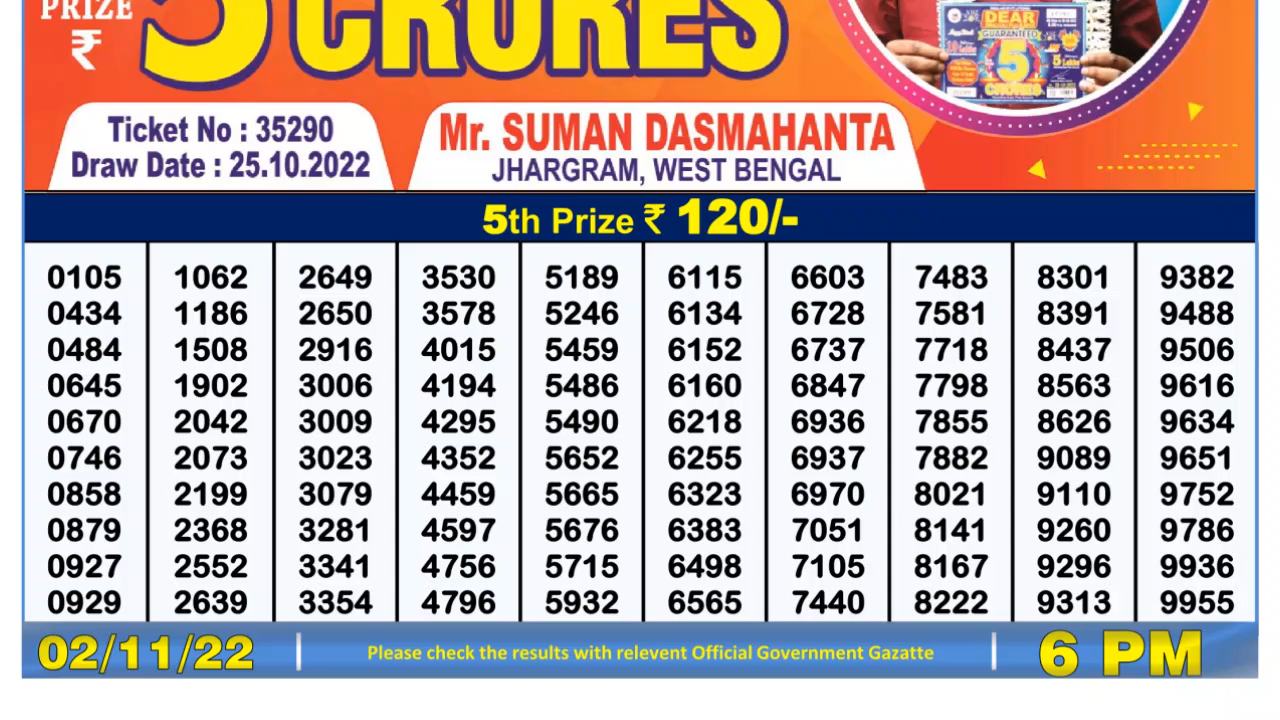 PRIZE
₹
5 CRORES
DEAR
GUARANTEED
5
CRORES
Ticket No : 35290
Draw Date : 25.10.2022
Mr. SUMAN DASMAHANTA
JHARGRAM, WEST BENGAL
5th Prize ₹ 120/-
0105 1062 2649 3530 5189 6115 6603 7483 8301 9382
0434 1186 2650 3578 5246 6134 6728 7581 8391 9488
0484 1508 2916 4015 5459 6152 6737 7718 8437 9506
0645 1902 3006 4194 5486 6160 6847 7798 8563 9616
0670 2042 3009 4295 5490 6218 6936 7855 8626 9634
0746 2073 3023 4352 5652 6255 6937 7882 9089 9651
0858 2199 3079 4459 5665 6323 6970 8021 9110 9752
0879 2368 3281 4597 5676 6383 7051 8141 9260 9786
0927 2552 3341 4756 5715 6498 7105 8167 9296 9936
0929 2639 3354 4796 5932 6565 7440 8222 9313 9955
02/11/22 Please check the results with relevent Official Government Gazatte 6 PM